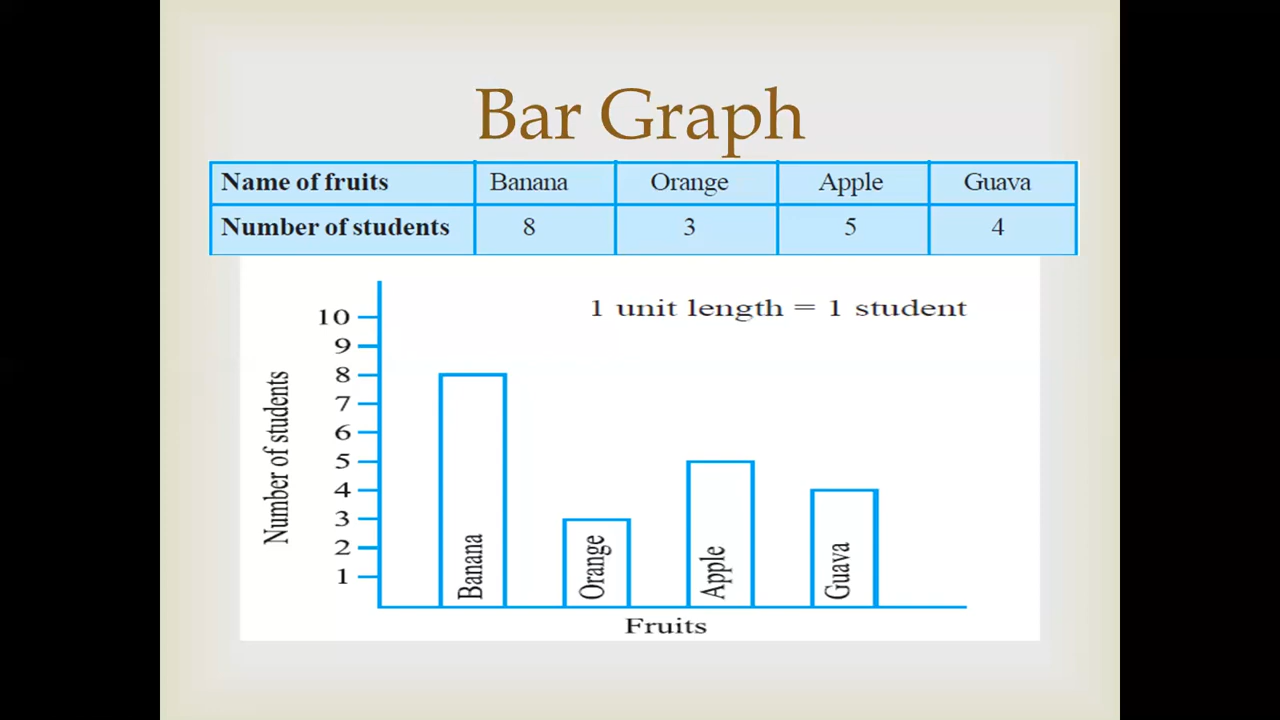 Bar Graph
Name of fruits Banana Orange Apple Guava
Number of students 8 3 5 4
1 unit length = 1 student
10
9
8
7
6
5
4
3
2
1
Number of students
Banana
Orange
Apple
Guava
Fruits